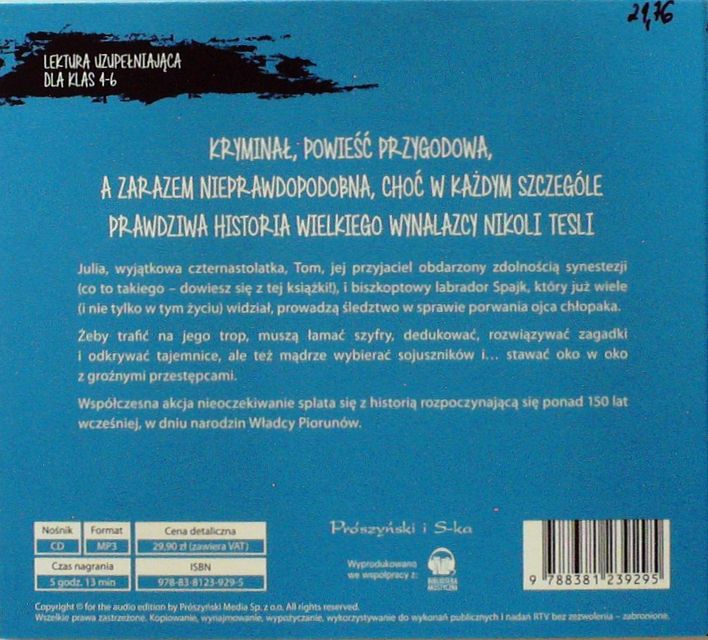 21,76
LEKTURA UZUPEŁNIAJĄCA
DLA KLAS 4-6
KRYMINAŁ, POWIEŚĆ PRZYGODOWA,
A ZARAZEM NIEPRAWDOPODOBNA, CHOĆ W KAŻDYM SZCZEGÓLE
PRAWDZIWA HISTORIA WIELKIEGO WYNALAZCY NIKOLI TESLI
Julia, wyjątkowa czternastolatka, Tom, jej przyjaciel obdarzony zdolnością synestezji
(co to takiego – dowiesz się z tej książki!), i biszkoptowy labrador Spajk, który już wiele
(i nie tylko w tym życiu) widział, prowadzą śledztwo w sprawie porwania ojca chłopaka.
Żeby trafić na jego trop, muszą łamać szyfry, dedukować, rozwiązywać zagadki
i odkrywać tajemnice, ale też mądrze wybierać sojuszników i... stawać oko w oko
z groźnymi przestępcami.
Współczesna akcja nieoczekiwanie splata się z historią rozpoczynającą się ponad 150 lat
wcześniej, w dniu narodzin Władcy Piorunów.
Nośnik Format Cena detaliczna
CD MP3 29,90 zł (zawiera VAT)
Czas nagrania ISBN
5 godz. 13 min 978-83-8123-929-5
Prószyński i S-ka
Wyprodukowano
we współpracy z:
BIBLIOTEKA
AKUSTYCZNA
9 788381 239295
Copyright © for the audio edition by Prószyński Media Sp. z o.o. All rights reserved.
Wszelkie prawa zastrzeżone. Kopiowanie, wynajmowanie, wypożyczanie, wykorzystywanie do wykonań publicznych i nadań RTV bez zezwolenia – zabronione.